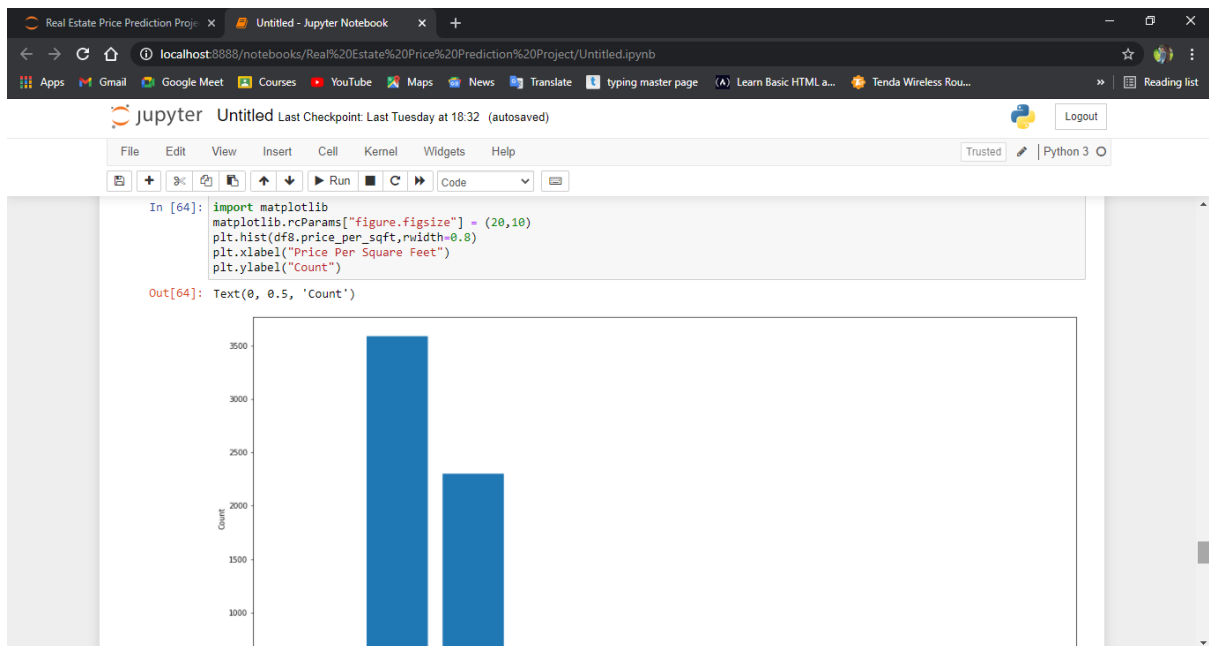 Real Estate Price Prediction Proje
Untitled - Jupyter Notebook
localhost:8888/notebooks/Real%20Estate%20Price%20Prediction%20Project/Untitled.ipynb
Apps Gmail Google Meet Courses YouTube Maps News Translate typing master page Learn Basic HTML a... Tenda Wireless Rou... » Reading list
jupyter Untitled Last Checkpoint: Last Tuesday at 18:32 (autosaved)
Logout
File Edit View Insert Cell Kernel Widgets Help
Trusted Python 3
Run Code
In [64]: import matplotlib
matplotlib.rcParams["figure.figsize"] = (20,10)
plt.hist(df8.price_per_sqft,rwidth=0.8)
plt.xlabel("Price Per Square Feet")
plt.ylabel("Count")
Out[64]: Text(0, 0.5, 'Count')
3500
3000
2500
2000
Count
1500
1000